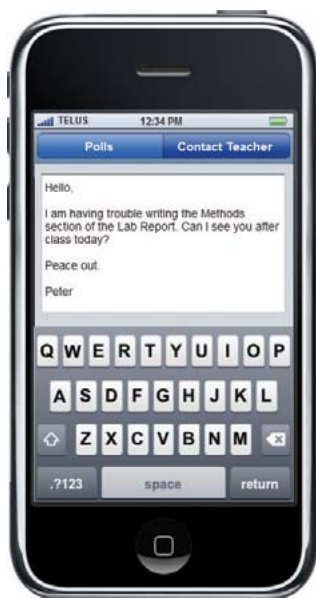 TELUS 12:34 PM
Polls Contact Teacher
Hello,
I am having trouble writing the Methods
section of the Lab Report. Can I see you after
class today?
Peace out.
Peter
Q W E R T Y U I O P
A S D F G H J K L
Z X C V B N M
.?123 space return